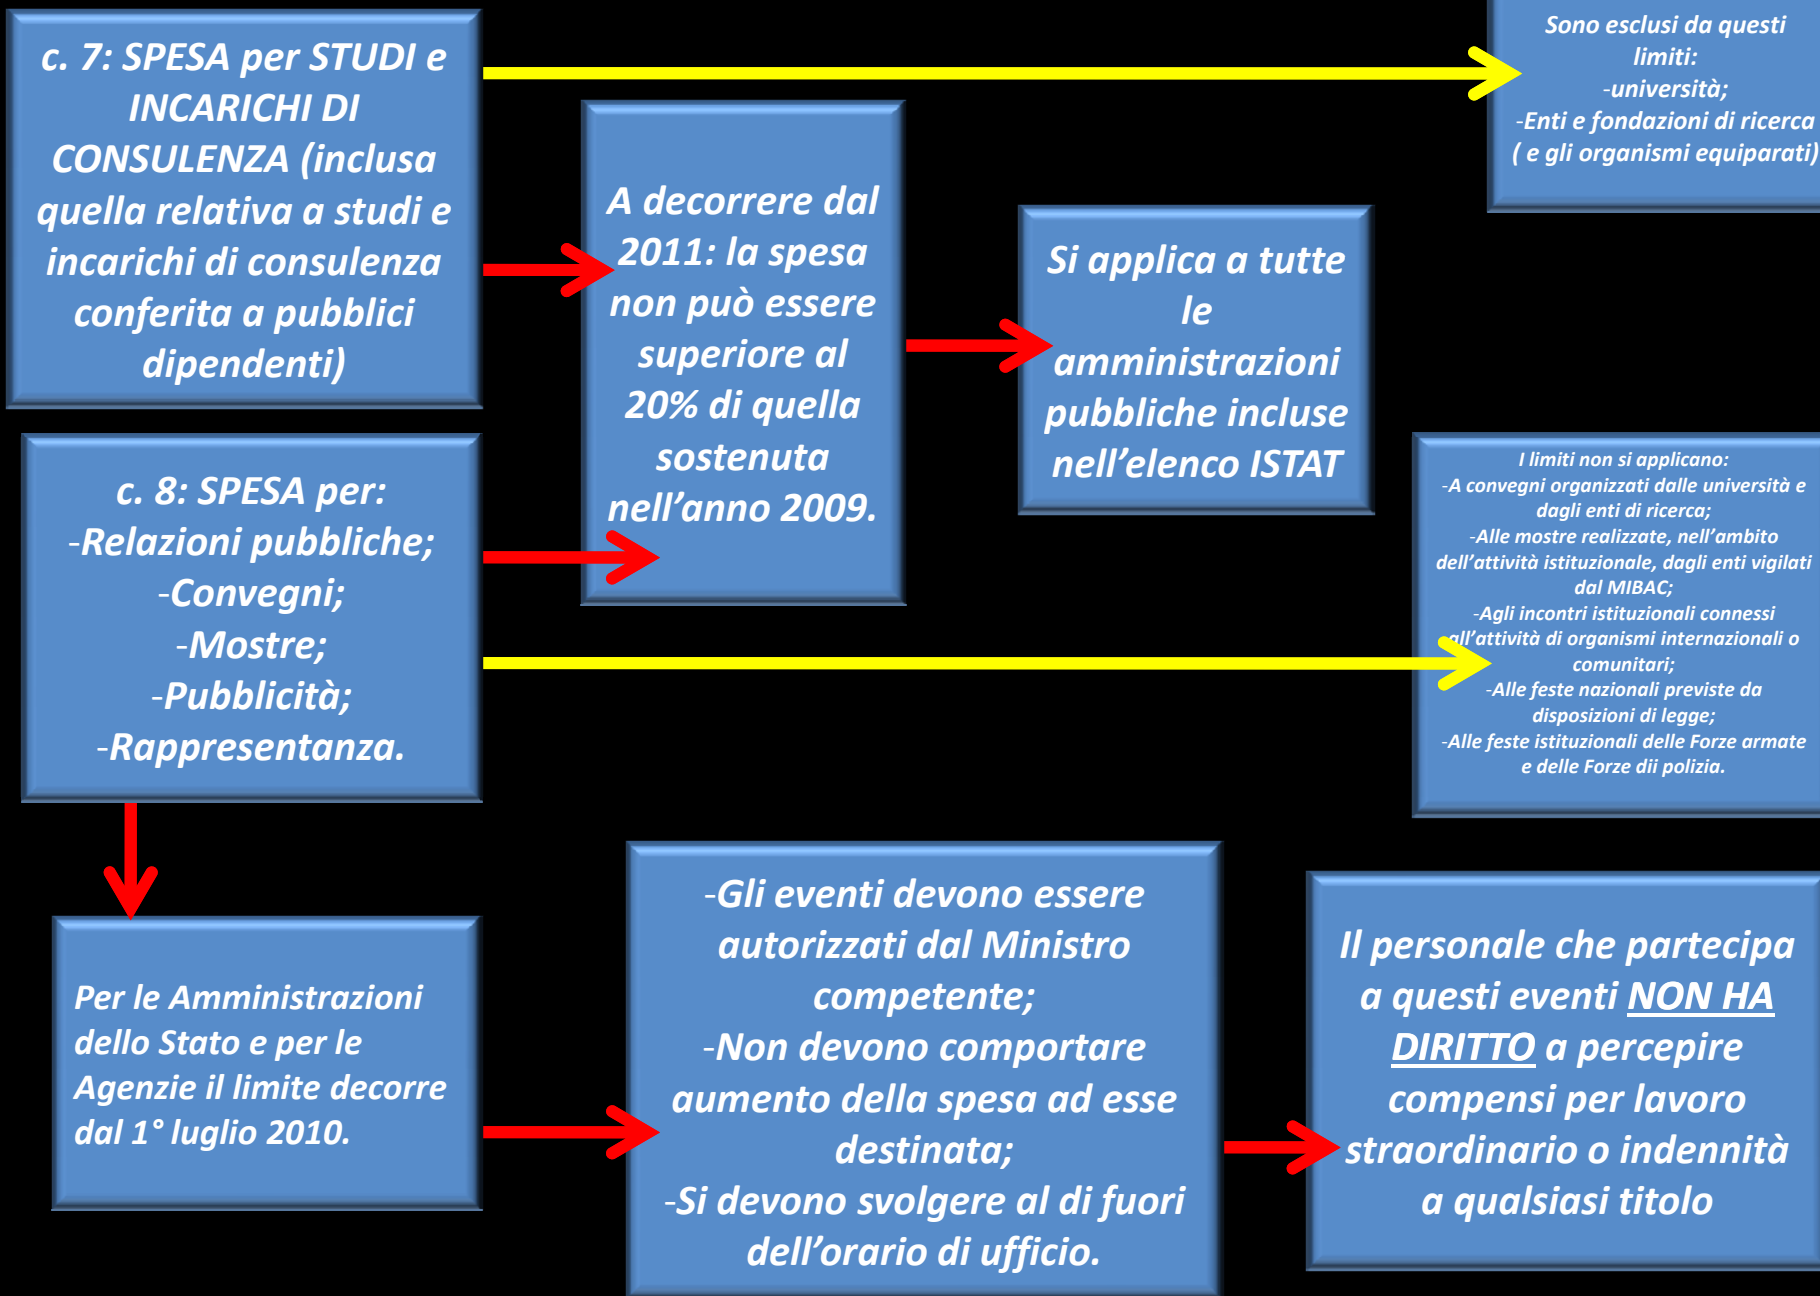 c. 7: SPESA per STUDI e
INCARICHI DI
CONSULENZA (inclusa
quella relativa a studi e
incarichi di consulenza
conferita a pubblici
dipendenti)
A decorrere dal
2011: la spesa
non può essere
superiore al
20% di quella
sostenuta
nell'anno 2009.
Si applica a tutte
le
amministrazioni
pubbliche incluse
nell'elenco ISTAT
Sono esclusi da questi
limiti:
-università;
-Enti e fondazioni di ricerca
( e gli organismi equiparati)
c. 8: SPESA per:
-Relazioni pubbliche;
-Convegni;
-Mostre;
-Pubblicità;
-Rappresentanza.
I limiti non si applicano:
-A convegni organizzati dalle università e
dagli enti di ricerca;
-Alle mostre realizzate, nell'ambito
dell'attività istituzionale, dagli enti vigilati
dal MIBAC;
-Agli incontri istituzionali connessi
all'attività di organismi internazionali o
comunitari;
-Alle feste nazionali previste da
disposizioni di legge;
-Alle feste istituzionali delle Forze armate
e delle Forze dii polizia.
Per le Amministrazioni
dello Stato e per le
Agenzie il limite decorre
dal 1° luglio 2010.
-Gli eventi devono essere
autorizzati dal Ministro
competente;
-Non devono comportare
aumento della spesa ad esse
destinata;
-Si devono svolgere al di fuori
dell'orario di ufficio.
Il personale che partecipa
a questi eventi NON HA
DIRITTO a percepire
compensi per lavoro
straordinario o indennità
a qualsiasi titolo